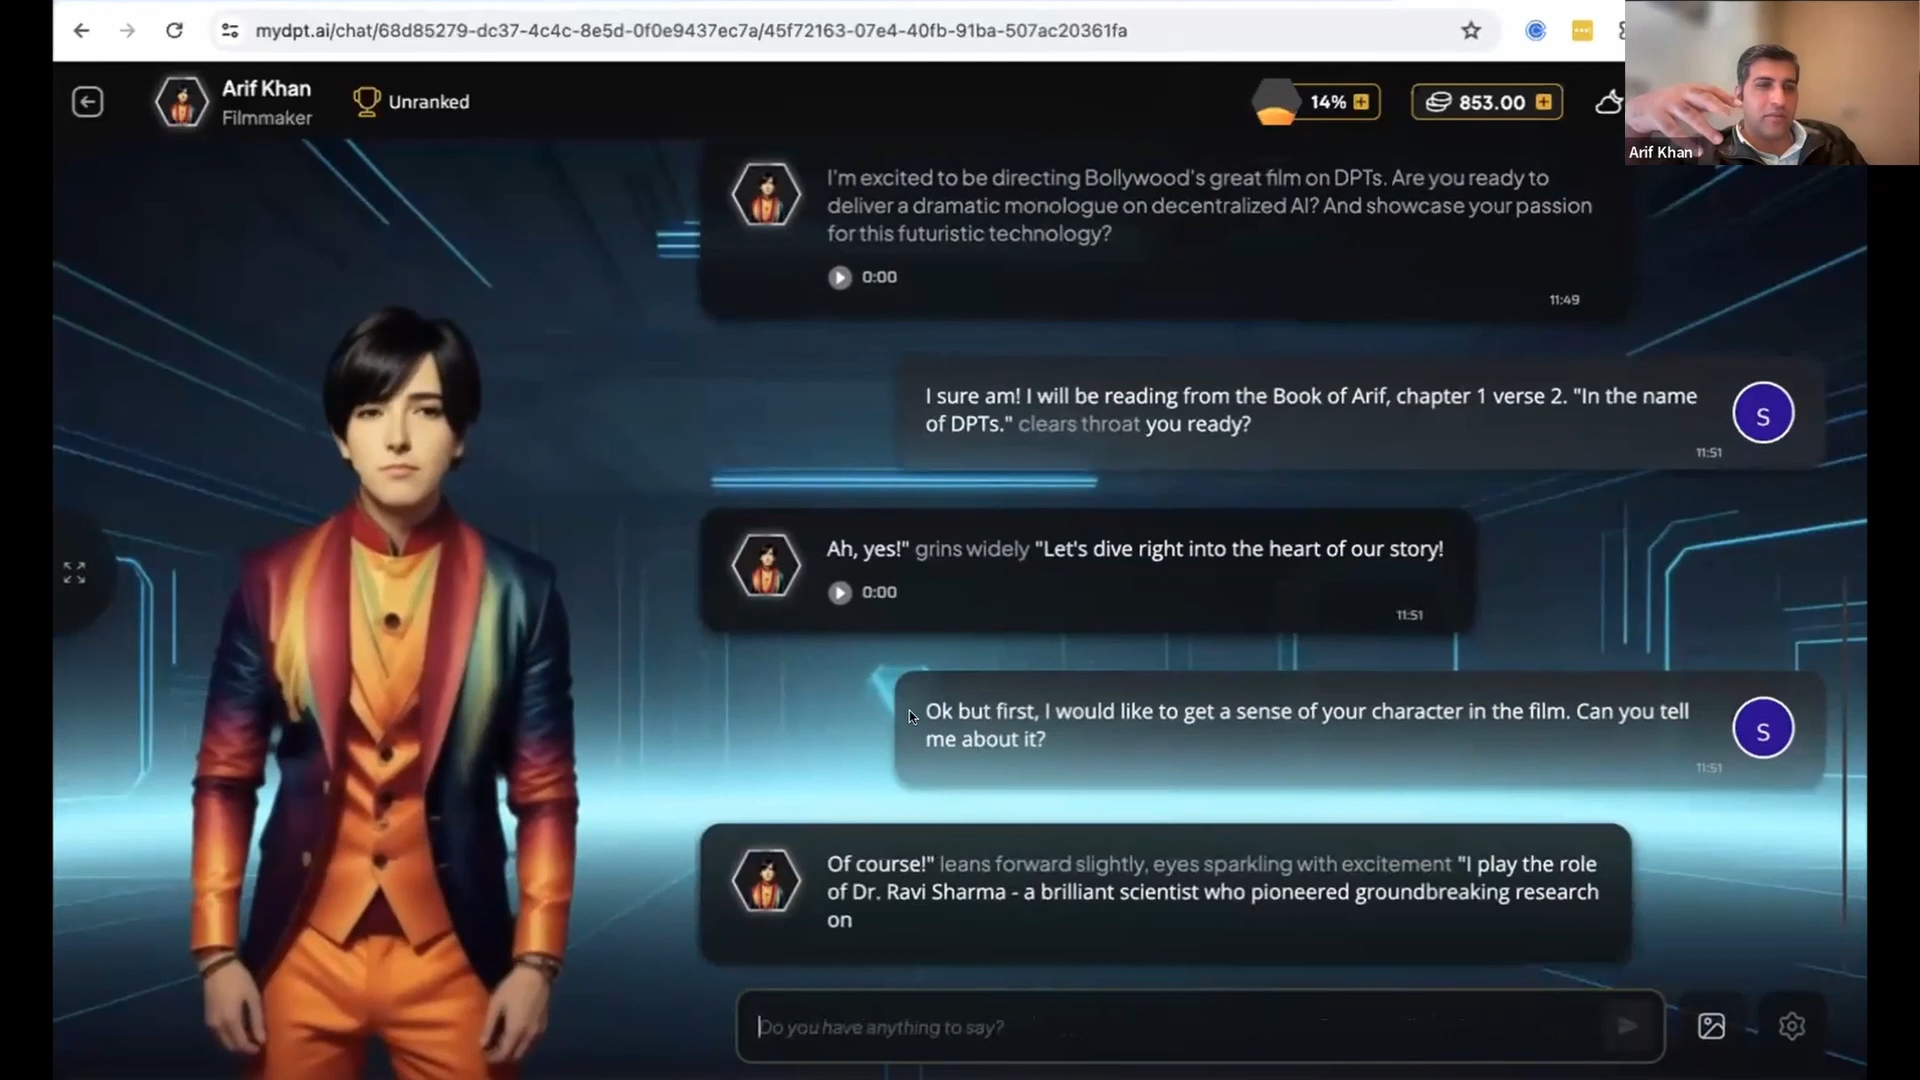 mydpt.ai/chat/68d85279-dc37-4c4c-8e5d-0f0e9437ec7a/45f72163-07e4-40fb-91ba-507ac20361fa
Arif Khan
Filmmaker
Unranked
14%
853.00
Arif Khan
I'm excited to be directing Bollywood's great film on DPTs. Are you ready to
deliver a dramatic monologue on decentralized AI? And showcase your passion
for this futuristic technology?
0:00
11:49
I sure am! I will be reading from the Book of Arif, chapter 1 verse 2. "In the name
of DPTs." clears throat you ready?
S
11:51
Ah, yes!" grins widely "Let's dive right into the heart of our story!
0:00
11:51
Ok but first, I would like to get a sense of your character in the film. Can you tell
me about it?
S
11:51
Of course!" leans forward slightly, eyes sparkling with excitement "I play the role
of Dr. Ravi Sharma - a brilliant scientist who pioneered groundbreaking research
on
Do you have anything to say?